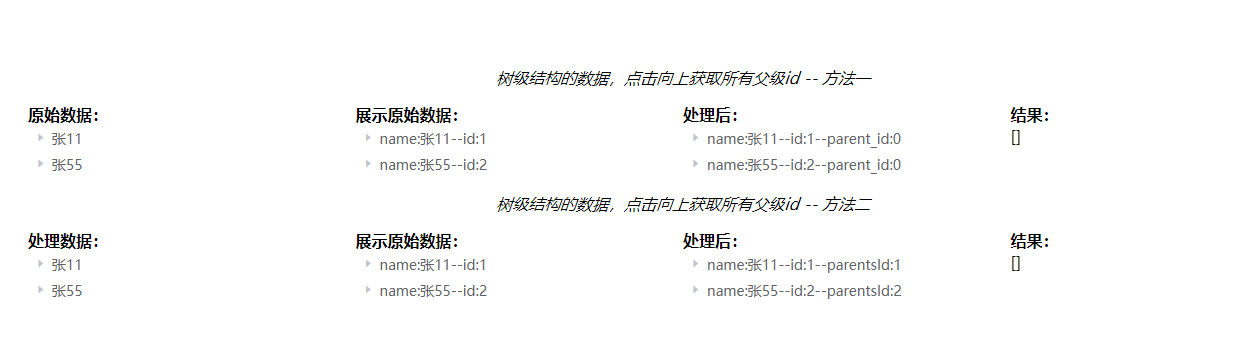 树级结构的数据，点击向上获取所有父级id -- 方法一
原始数据： 展示原始数据： 处理后： 结果：
张11 name:张11--id:1 name:张11--id:1--parent_id:0 []
张55 name:张55--id:2 name:张55--id:2--parent_id:0
树级结构的数据，点击向上获取所有父级id -- 方法二
处理数据： 展示原始数据： 处理后： 结果：
张11 name:张11--id:1 name:张11--id:1--parentsId:1 []
张55 name:张55--id:2 name:张55--id:2--parentsId:2